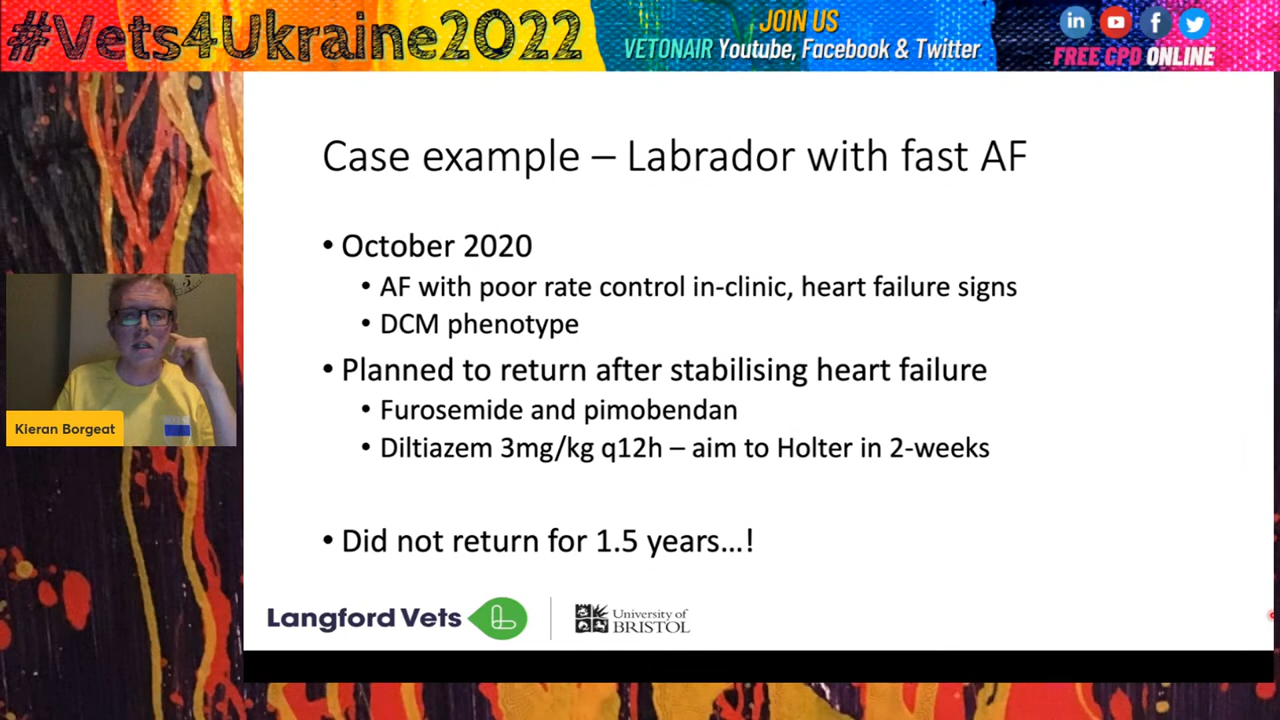 #Vets4Ukraine2022
JOIN US
VETONAIR Youtube, Facebook & Twitter
FREE CPD ONLINE
Case example – Labrador with fast AF
• October 2020
• AF with poor rate control in-clinic, heart failure signs
• DCM phenotype
• Planned to return after stabilising heart failure
• Furosemide and pimobendan
• Diltiazem 3mg/kg q12h – aim to Holter in 2-weeks
• Did not return for 1.5 years…!
Kieran Borgeat
Langford Vets
University of
BRISTOL